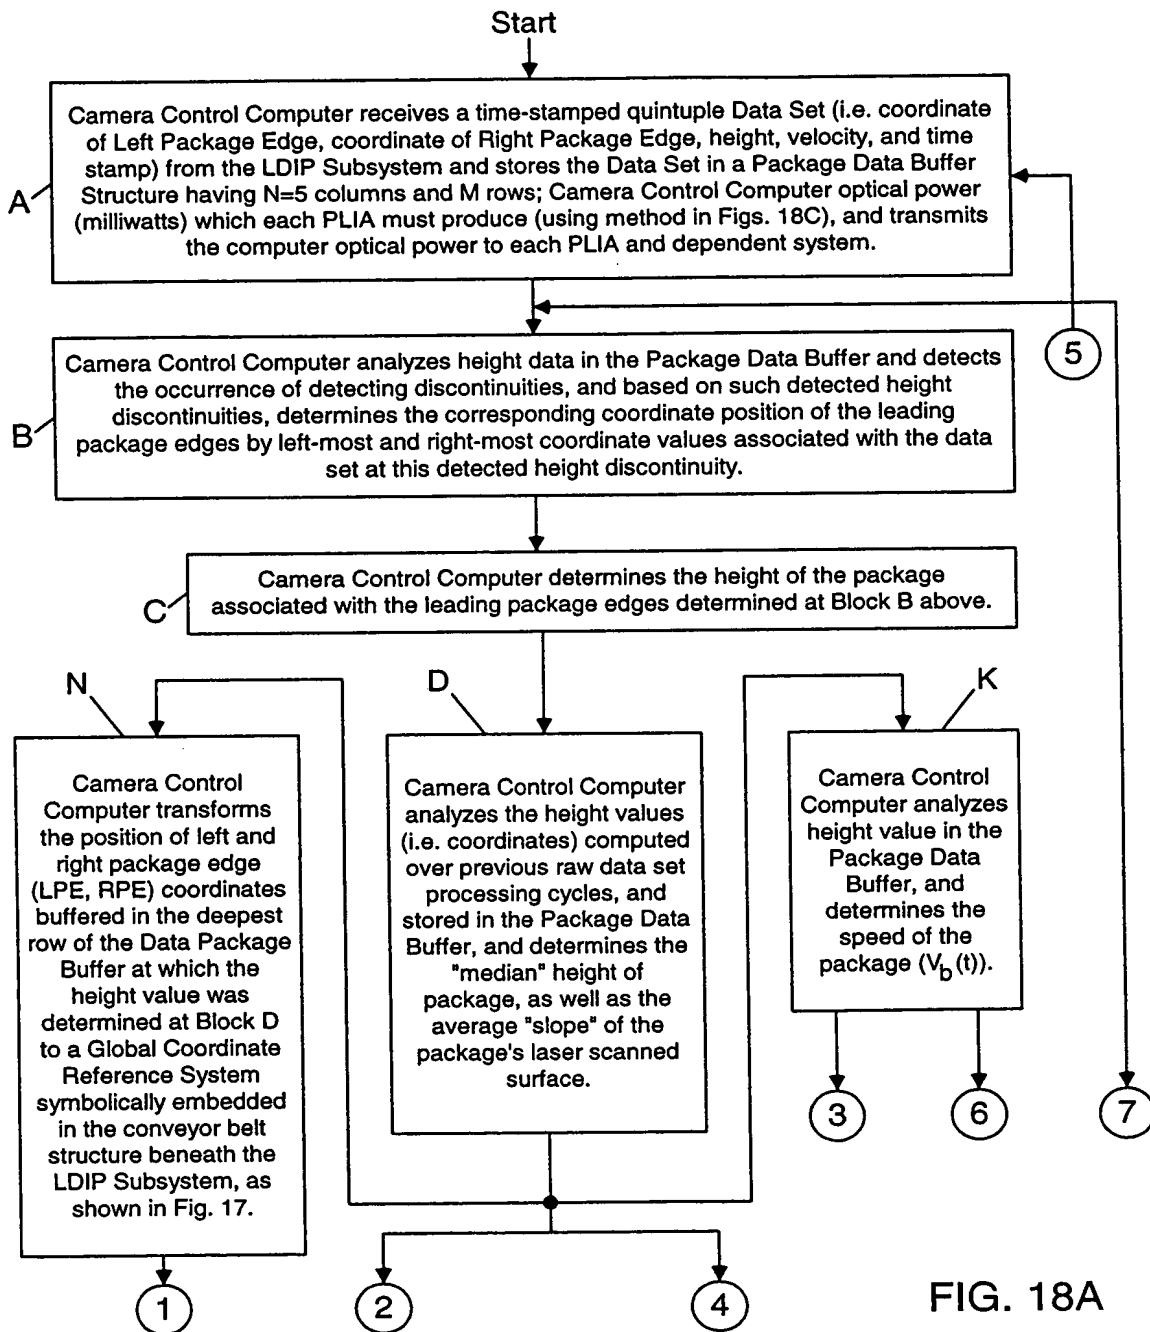 Start
Camera Control Computer receives a time-stamped quintuple Data Set (i.e. coordinate
of Left Package Edge, coordinate of Right Package Edge, height, velocity, and time
stamp) from the LDIP Subsystem and stores the Data Set in a Package Data Buffer
Structure having N=5 columns and M rows; Camera Control Computer optical power
(milliwatts) which each PLIA must produce (using method in Figs. 18C), and transmits
the computer optical power to each PLIA and dependent system.
A
5
Camera Control Computer analyzes height data in the Package Data Buffer and detects
the occurrence of detecting discontinuities, and based on such detected height
discontinuities, determines the corresponding coordinate position of the leading
package edges by left-most and right-most coordinate values associated with the data
set at this detected height discontinuity.
B
Camera Control Computer determines the height of the package
associated with the leading package edges determined at Block B above.
C
N
Camera Control
Computer transforms
the position of left and
right package edge
(LPE, RPE) coordinates
buffered in the deepest
row of the Data Package
Buffer at which the
height value was
determined at Block D
to a Global Coordinate
Reference System
symbolically embedded
in the conveyor belt
structure beneath the
LDIP Subsystem, as
shown in Fig. 17.
D
Camera Control Computer
analyzes the height values
(i.e. coordinates) computed
over previous raw data set
processing cycles, and
stored in the Package Data
Buffer, and determines the
"median" height of
package, as well as the
average "slope" of the
package's laser scanned
surface.
K
Camera Control
Computer analyzes
height value in the
Package Data
Buffer, and
determines the
speed of the
package (V_b(t)).
3
6
7
1
2
4
FIG. 18A